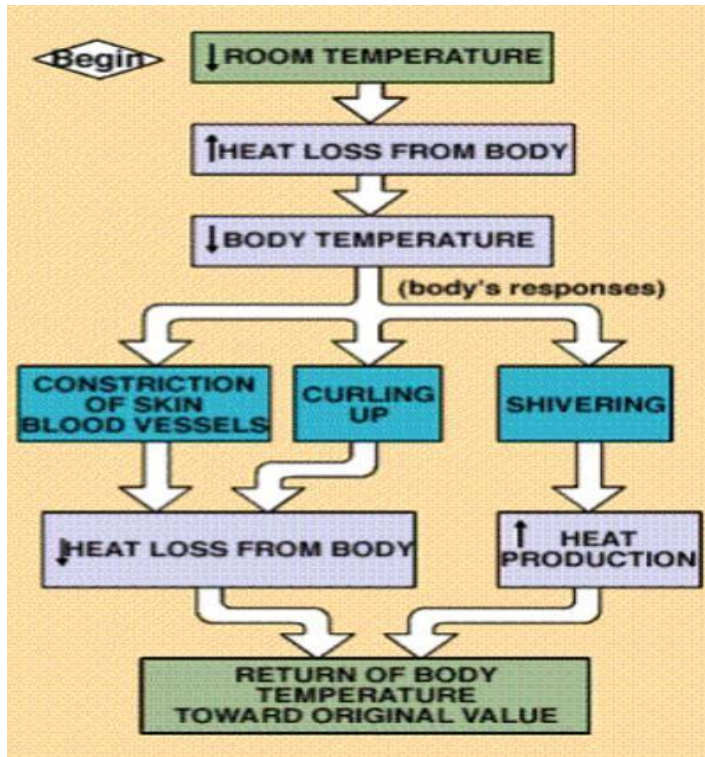 Begin
↓ROOM TEMPERATURE
↑HEAT LOSS FROM BODY
↓BODY TEMPERATURE
(body's responses)
CONSTRICTION
OF SKIN
BLOOD VESSELS
CURLING
UP
SHIVERING
↓HEAT LOSS FROM BODY
↑ HEAT
PRODUCTION
RETURN OF BODY
TEMPERATURE
TOWARD ORIGINAL VALUE